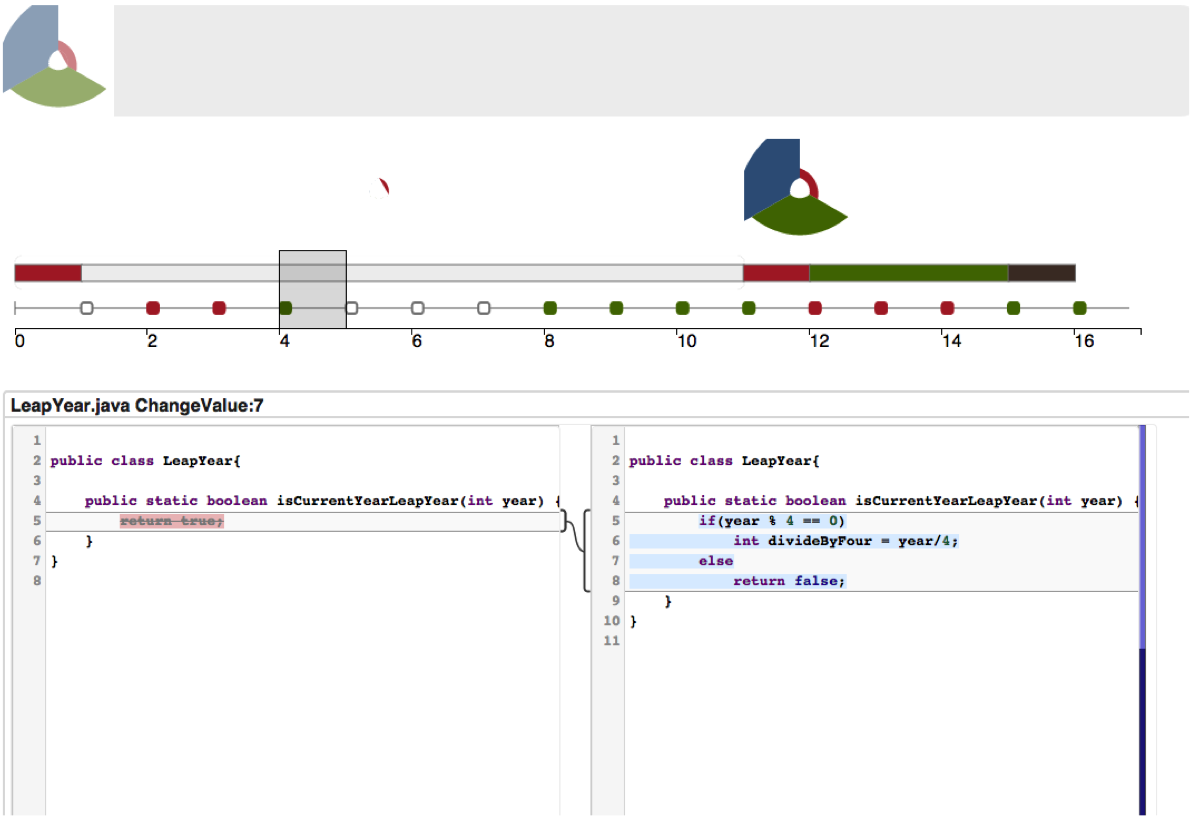 0 2 4 6 8 10 12 14 16
LeapYear.java ChangeValue:7
1
2 public class LeapYear{
3
4 public static boolean isCurrentYearLeapYear(int year) {
5 return true;
6 }
7 }
8
1
2 public class LeapYear{
3
4 public static boolean isCurrentYearLeapYear(int year) {
5 if(year % 4 == 0)
6 int divideByFour = year/4;
7 else
8 return false;
9 }
10 }
11